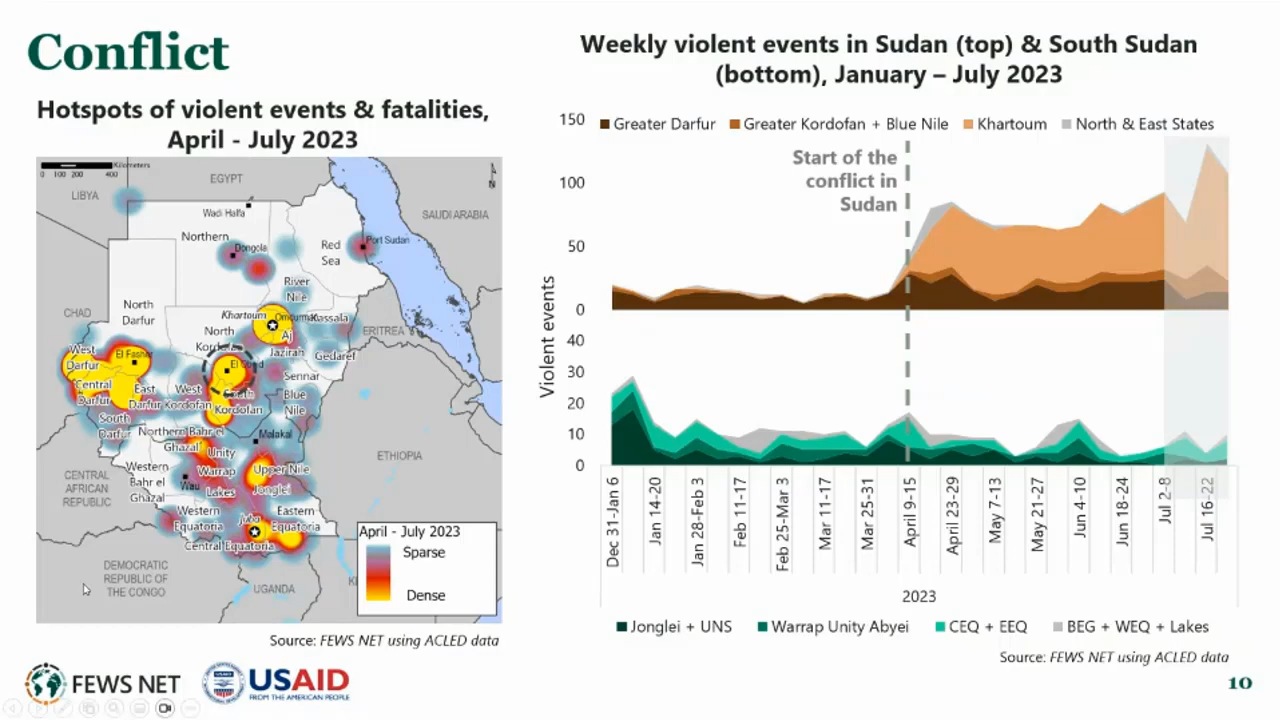 Conflict
Hotspots of violent events & fatalities,
April - July 2023
Kilometers
0 100 200 400
N
LIBYA
EGYPT
SAUDI ARABIA
Wadi Halfa
Northern
Dongola
Red
Sea
Port Sudan
River
Nile
CHAD
North
Darfur
Khartoum
Kassala
ERITREA
North
Aj
Jazirah
Gedaref
West
Darfur
El Fasher
El Obeid
Sennar
Central
Darfur
East
Darfur
West
Kordofan
South
Kordofan
Blue
Nile
South
Darfur
Northern Bahr el
Ghazal
Unity
Malakal
Western
Bahr el
Ghazal
Warrap
Upper Nile
ETHIOPIA
CENTRAL
AFRICAN
REPUBLIC
Wau
Lakes
Jonglei
Western
Equatoria
Juba
Eastern
Equatoria
Central Equatoria
DEMOCRATIC
REPUBLIC OF
THE CONGO
UGANDA
April - July 2023
Sparse
Dense
Source: FEWS NET using ACLED data
FEWS NET
USAID
FROM THE AMERICAN PEOPLE
Weekly violent events in Sudan (top) & South Sudan
(bottom), January – July 2023
Greater Darfur
Greater Kordofan + Blue Nile
Khartoum
North & East States
Start of the
conflict in
Sudan
150
100
50
0
Violent events
40
30
20
10
0
Dec 31-Jan 6
Jan 14-20
Jan 28-Feb 3
Feb 11-17
Feb 25-Mar 3
Mar 11-17
Mar 25-31
April 9-15
April 23-29
May 7-13
May 21-27
Jun 4-10
Jun 18-24
Jul 2-8
Jul 16-22
2023
Jonglei + UNS
Warrap Unity Abyei
CEQ + EEQ
BEG + WEQ + Lakes
Source: FEWS NET using ACLED data
10